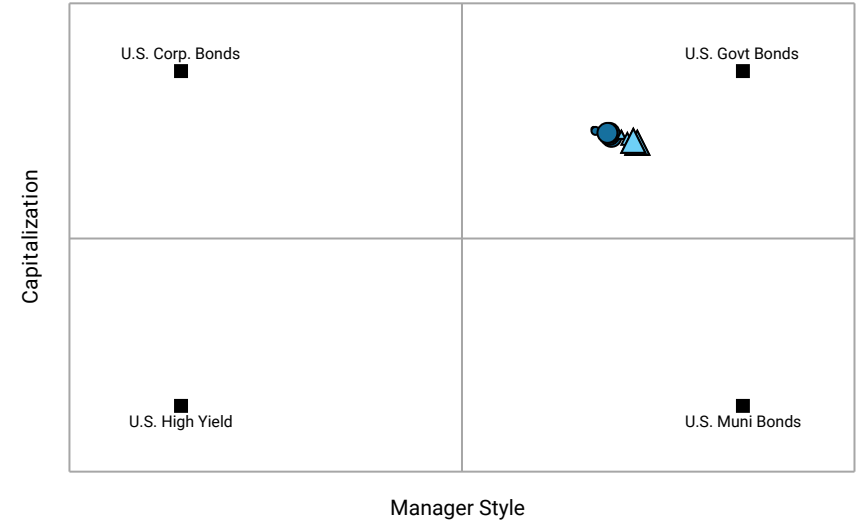 U.S. Corp. Bonds
U.S. Govt Bonds
Capitalization
U.S. High Yield
U.S. Muni Bonds
Manager Style